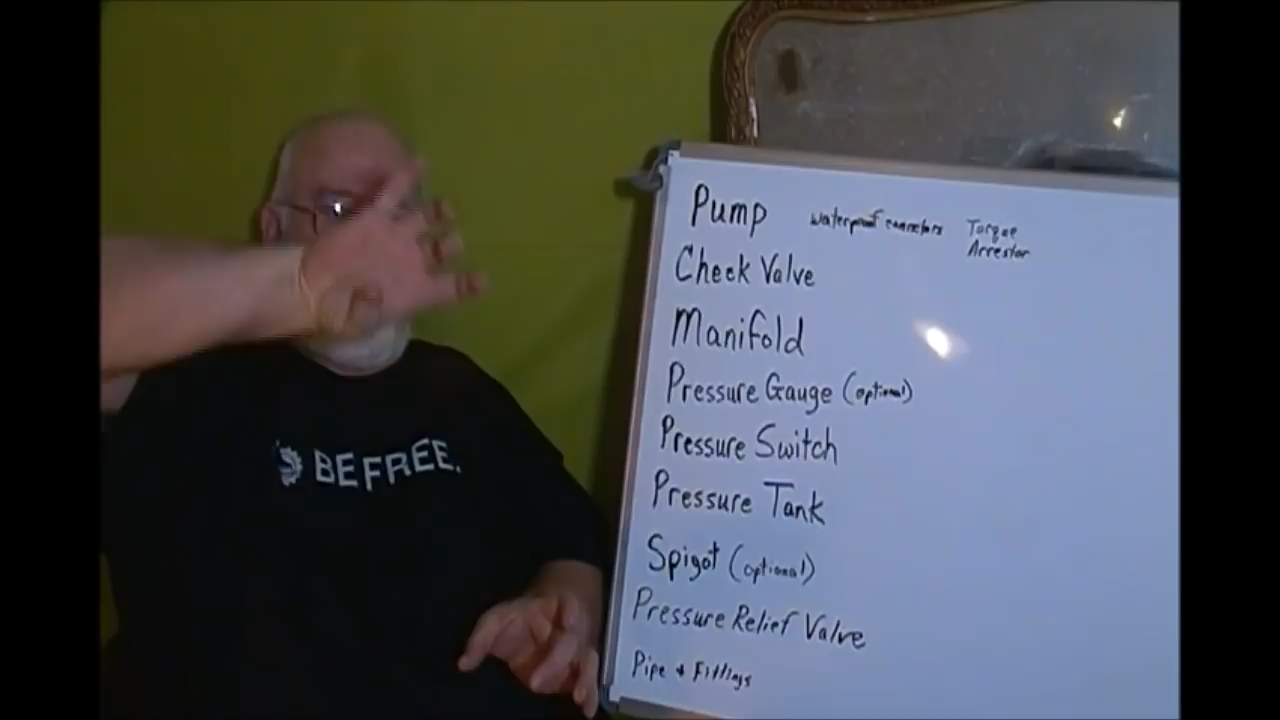 Pump waterproof connectors Torque
Arrestor
Check Valve
Manifold
Pressure Gauge (optional)
Pressure Switch
Pressure Tank
Spigot (optional)
Pressure Relief Valve
Pipe + Fittings
BE FREE.